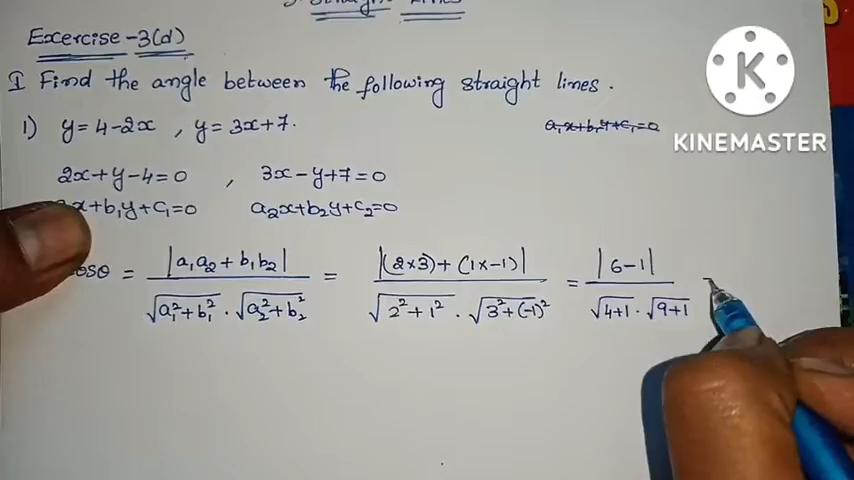 Excercise-3(d)
I Find the angle between the following straight lines.
1) y=4-2x , y=3x+7.
a₁x+b₁y+c₁=0
2x+y-4=0 , 3x-y+7=0
x+b₁y+c₁=0 a₂x+b₂y+c₂=0
osθ = |a₁a₂+b₁b₂| / √a₁²+b₁² . √a₂²+b₂² = |(2×3)+(1×-1)| / √2²+1² . √3²+(-1)² = |6-1| / √4+1 . √9+1
K
KINEMASTER